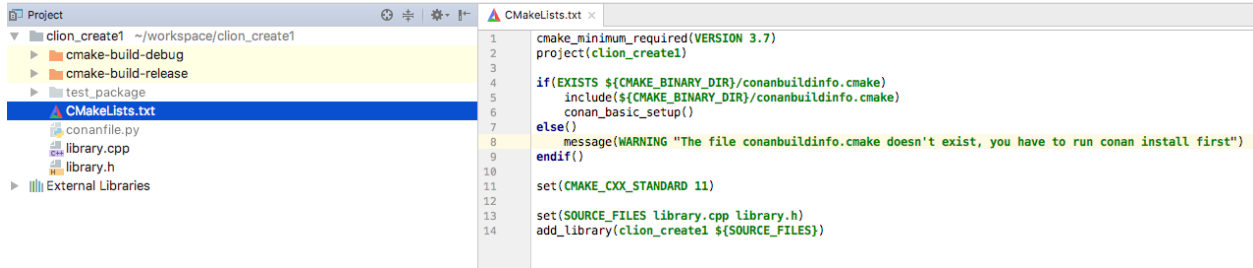 Project
clion_create1 ~/workspace/clion_create1
cmake-build-debug
cmake-build-release
test_package
CMakeLists.txt
conanfile.py
library.cpp
library.h
External Libraries
CMakeLists.txt
1 cmake_minimum_required(VERSION 3.7)
2 project(clion_create1)
3
4 if(EXISTS ${CMAKE_BINARY_DIR}/conanbuildinfo.cmake)
5 include(${CMAKE_BINARY_DIR}/conanbuildinfo.cmake)
6 conan_basic_setup()
7 else()
8 message(WARNING "The file conanbuildinfo.cmake doesn't exist, you have to run conan install first")
9 endif()
10
11 set(CMAKE_CXX_STANDARD 11)
12
13 set(SOURCE_FILES library.cpp library.h)
14 add_library(clion_create1 ${SOURCE_FILES})